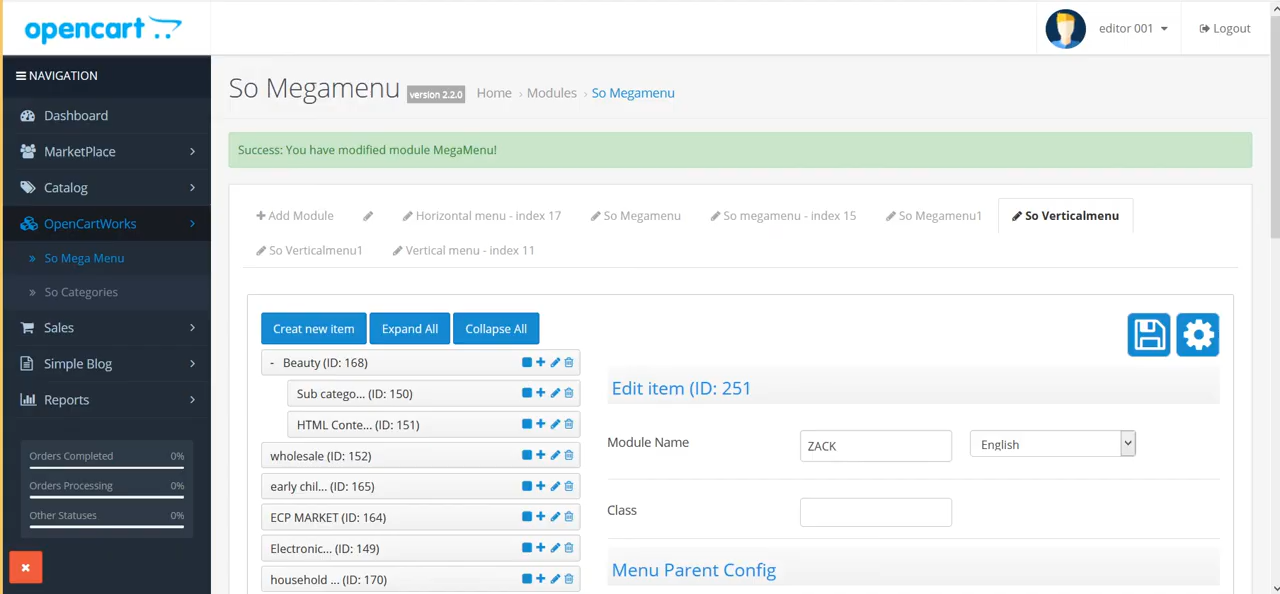 opencart
editor 001
Logout
NAVIGATION
Dashboard
MarketPlace
Catalog
OpenCartWorks
» So Mega Menu
» So Categories
Sales
Simple Blog
Reports
Orders Completed 0%
Orders Processing 0%
Other Statuses 0%
So Megamenu version 2.2.0 Home › Modules › So Megamenu
Success: You have modified module MegaMenu!
Add Module
Horizontal menu - index 17
So Megamenu
So megamenu - index 15
So Megamenu1
So Verticalmenu
So Verticalmenu1
Vertical menu - index 11
Creat new item
Expand All
Collapse All
- Beauty (ID: 168)
Sub catego... (ID: 150)
HTML Conte... (ID: 151)
wholesale (ID: 152)
early chil... (ID: 165)
ECP MARKET (ID: 164)
Electronic... (ID: 149)
household ... (ID: 170)
Edit item (ID: 251
Module Name ZACK English
Class
Menu Parent Config